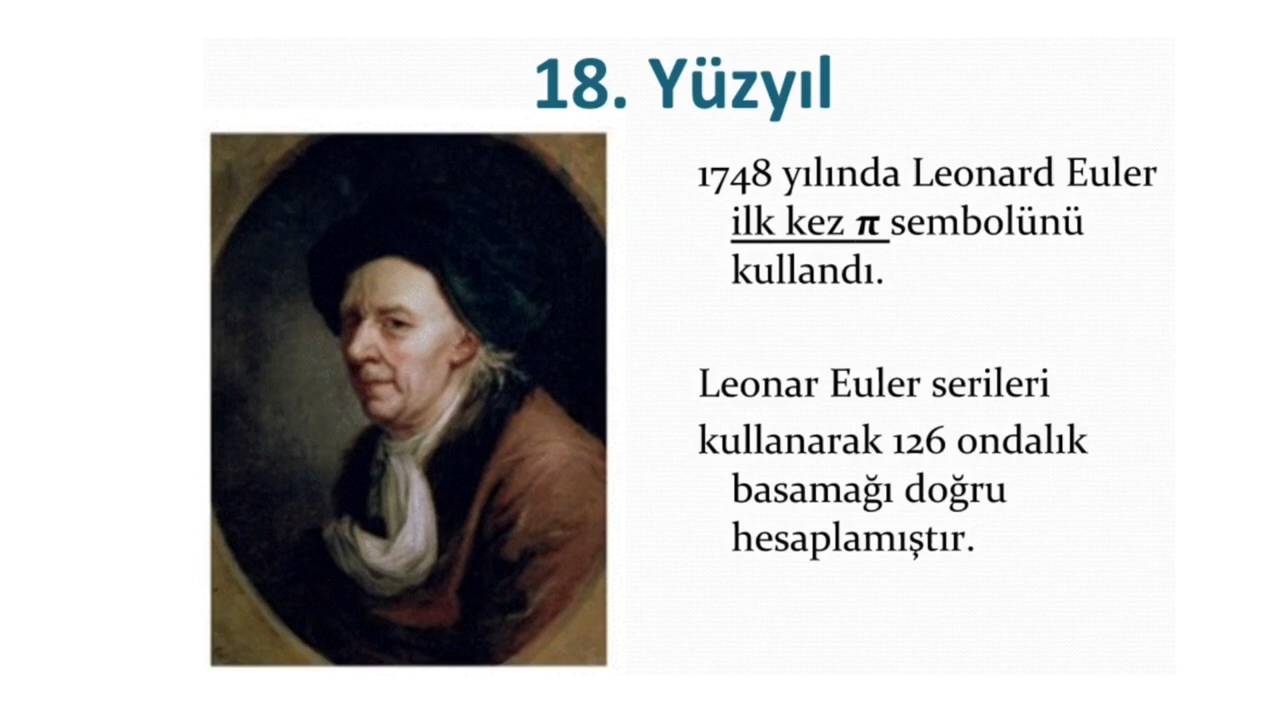 18. Yüzyıl
1748 yılında Leonard Euler
ilk kez π sembolünü
kullandı.
Leonar Euler serileri
kullanarak 126 ondalık
basamağı doğru
hesaplamıştır.